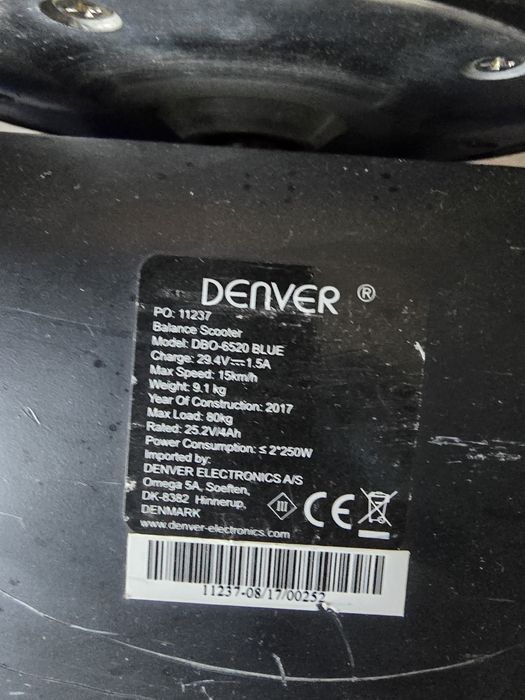 DENVER ®
PO: 11237
Balance Scooter
Model: DBO-6520 BLUE
Charge: 29.4V⎓1.5A
Max Speed: 15km/h
Weight: 9.1 kg
Year Of Construction: 2017
Max Load: 80kg
Rated: 25.2V/4Ah
Power Consumption: ≤ 2*250W
Imported by:
DENVER ELECTRONICS A/S
Omega 5A, Soeften,
DK-8382 Hinnerup,
DENMARK
www.denver-electronics.com
III CE
11237-08/17/00252